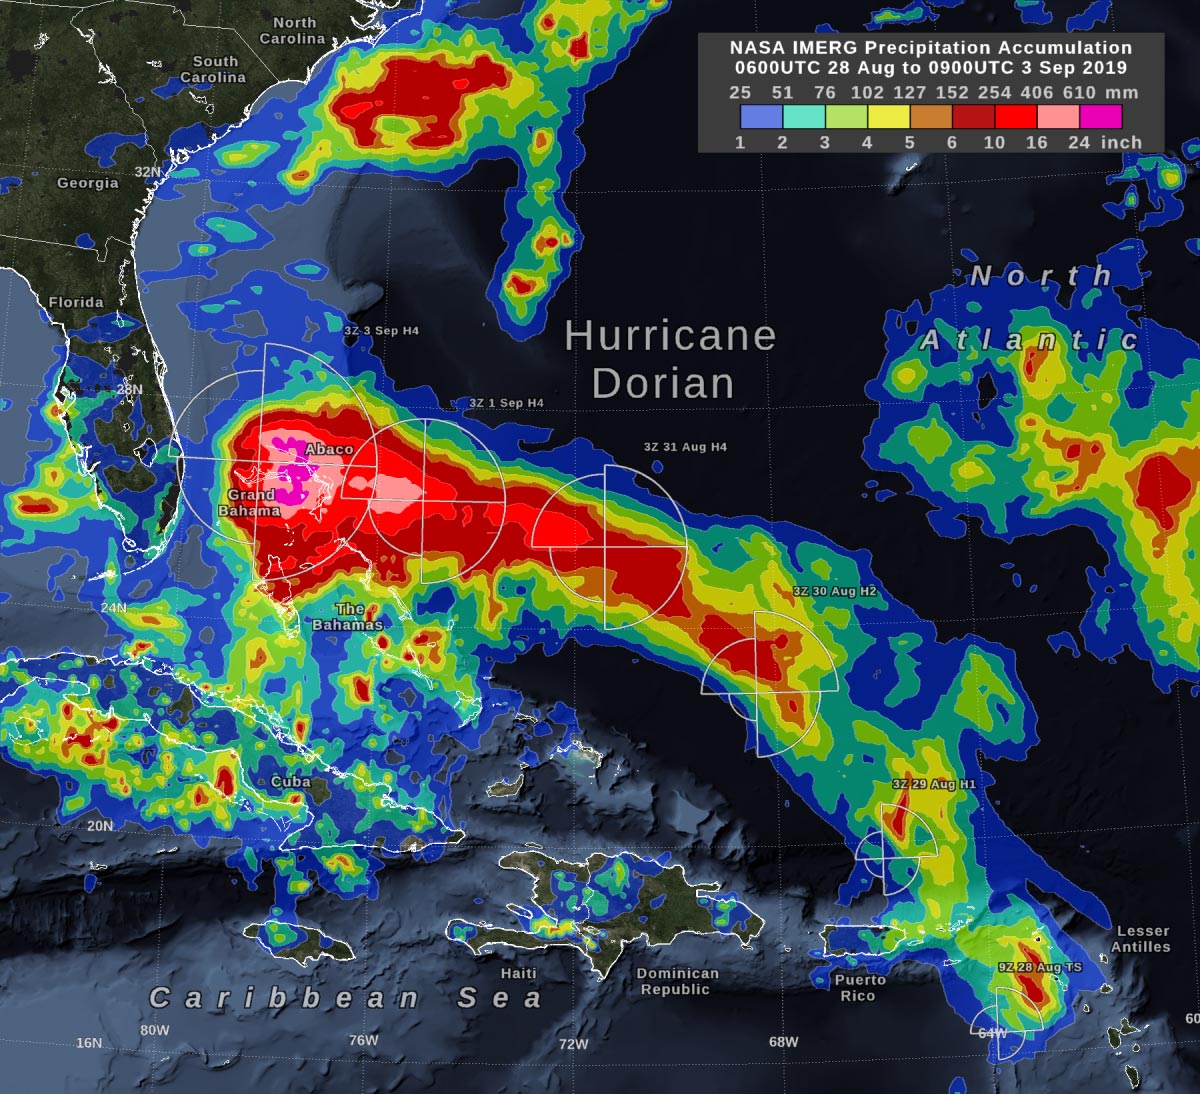 North
Carolina
South
Carolina
NASA IMERG Precipitation Accumulation
0600UTC 28 Aug to 0900UTC 3 Sep 2019
25 51 76 102 127 152 254 406 610 mm
1 2 3 4 5 6 10 16 24 inch
32N
Georgia
North
Florida
3Z 3 Sep H4
Hurricane
Atlantic
Dorian
28N
3Z 1 Sep H4
Abaco
3Z 31 Aug H4
Grand
Bahama
24N
The
Bahamas
3Z 30 Aug H2
Cuba
3Z 29 Aug H1
20N
Lesser
Antilles
9Z 28 Aug TS
Haiti
Dominican
Republic
Puerto
Rico
Caribbean Sea
80W
16N
76W
72W
68W
64W
60